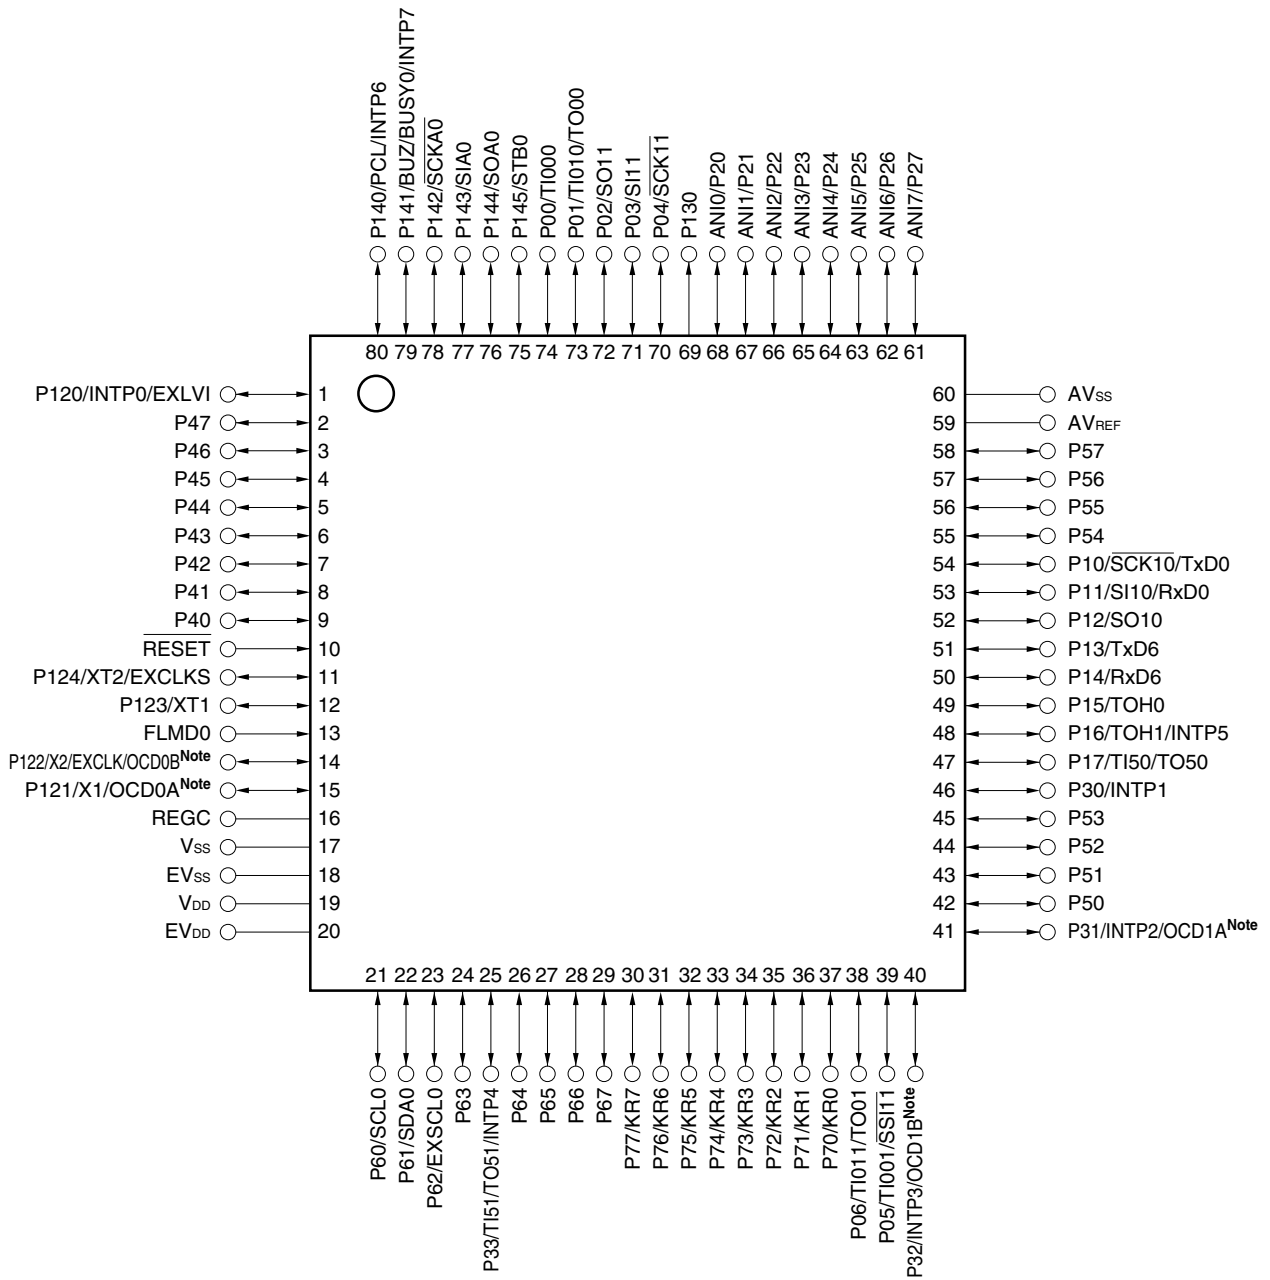 P140/PCL/INTP6
P141/BUZ/BUSY0/INTP7
P142/SCKA0
P143/SIA0
P144/SOA0
P145/STB0
P00/TI000
P01/TI010/TO00
P02/SO11
P03/SI11
P04/SCK11
P130
ANI0/P20
ANI1/P21
ANI2/P22
ANI3/P23
ANI4/P24
ANI5/P25
ANI6/P26
ANI7/P27
80 79 78 77 76 75 74 73 72 71 70 69 68 67 66 65 64 63 62 61
P120/INTP0/EXLVI 1
P47 2
P46 3
P45 4
P44 5
P43 6
P42 7
P41 8
P40 9
RESET 10
P124/XT2/EXCLKS 11
P123/XT1 12
FLMD0 13
P122/X2/EXCLK/OCD0BNote 14
P121/X1/OCD0ANote 15
REGC 16
VSS 17
EVSS 18
VDD 19
EVDD 20
60 AVSS
59 AVREF
58 P57
57 P56
56 P55
55 P54
54 P10/SCK10/TxD0
53 P11/SI10/RxD0
52 P12/SO10
51 P13/TxD6
50 P14/RxD6
49 P15/TOH0
48 P16/TOH1/INTP5
47 P17/TI50/TO50
46 P30/INTP1
45 P53
44 P52
43 P51
42 P50
41 P31/INTP2/OCD1ANote
21 22 23 24 25 26 27 28 29 30 31 32 33 34 35 36 37 38 39 40
P60/SCL0
P61/SDA0
P62/EXSCL0
P63
P33/TI51/TO51/INTP4
P64
P65
P66
P67
P77/KR7
P76/KR6
P75/KR5
P74/KR4
P73/KR3
P72/KR2
P71/KR1
P70/KR0
P06/TI011/TO01
P05/TI001/SSI11
P32/INTP3/OCD1BNote